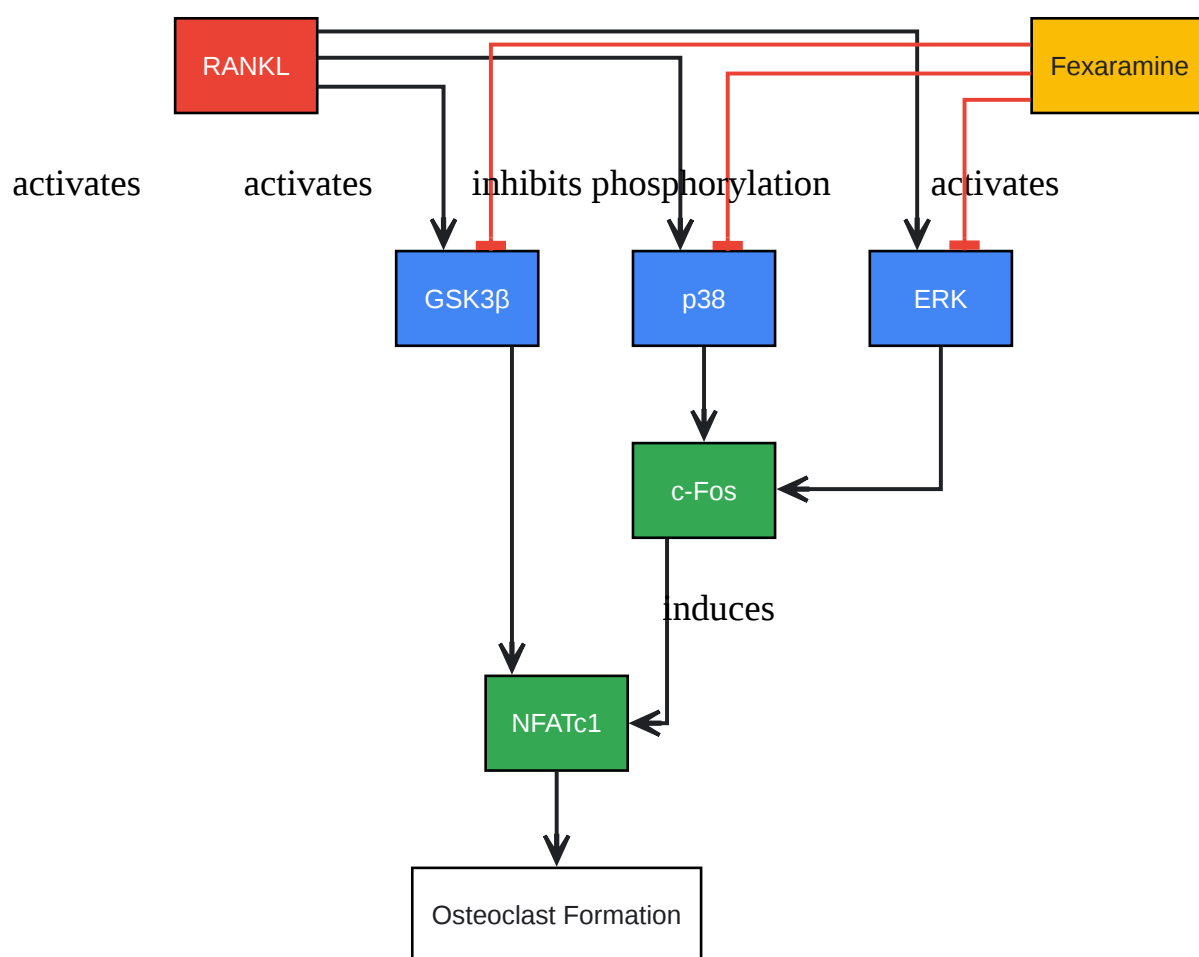 RANKL
Fexaramine
activates
activates
inhibits phosphorylation
activates
GSK3β
p38
ERK
c-Fos
induces
NFATc1
Osteoclast Formation